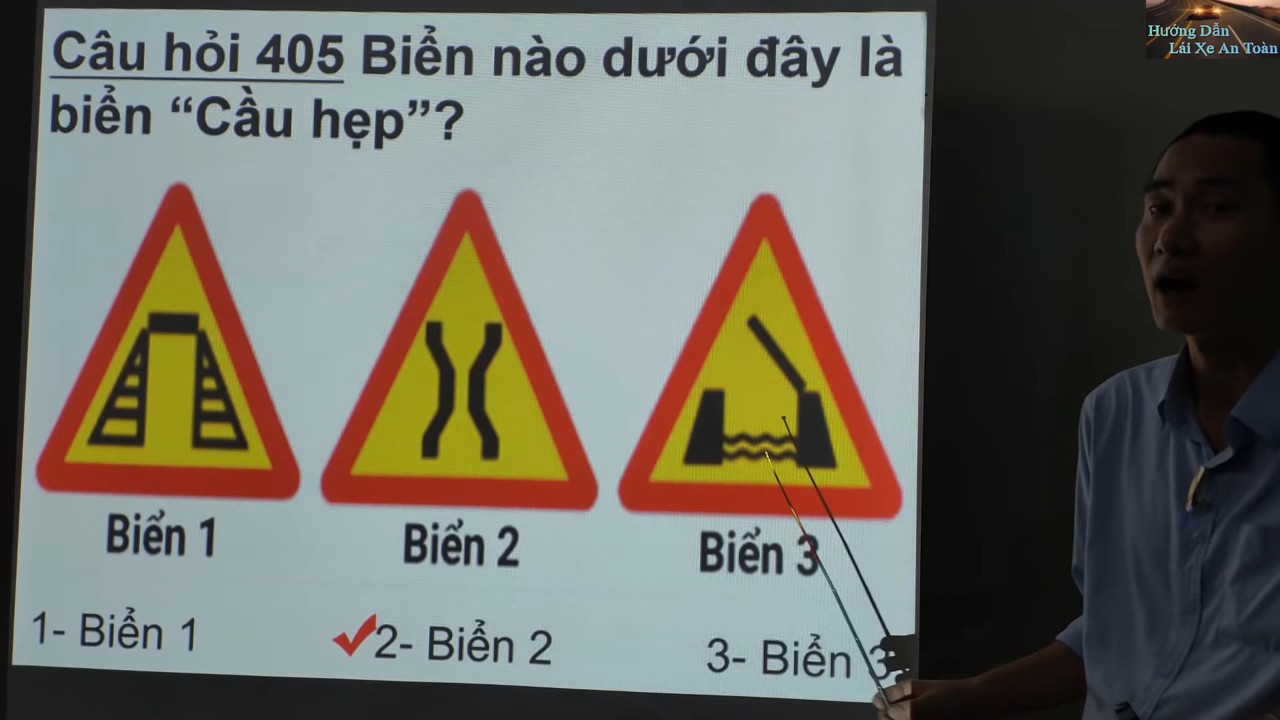 Hướng Dẫn
Lái Xe An Toàn
Câu hỏi 405 Biển nào dưới đây là
biển “Cầu hẹp”?
Biển 1
Biển 2
Biển 3
1- Biển 1
2- Biển 2
3- Biển 3